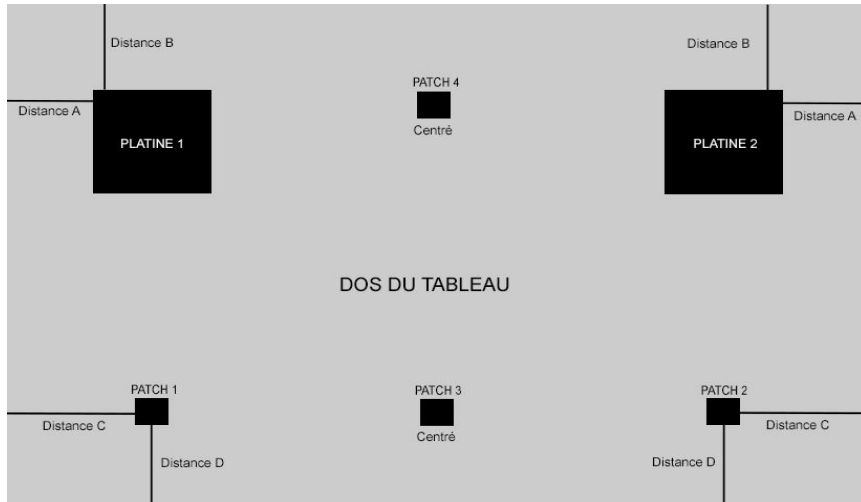 Distance B
Distance B
PATCH 4
Distance A
Distance A
Centré
PLATINE 1
PLATINE 2
DOS DU TABLEAU
PATCH 1
PATCH 3
PATCH 2
Distance C
Distance C
Centré
Distance D
Distance D